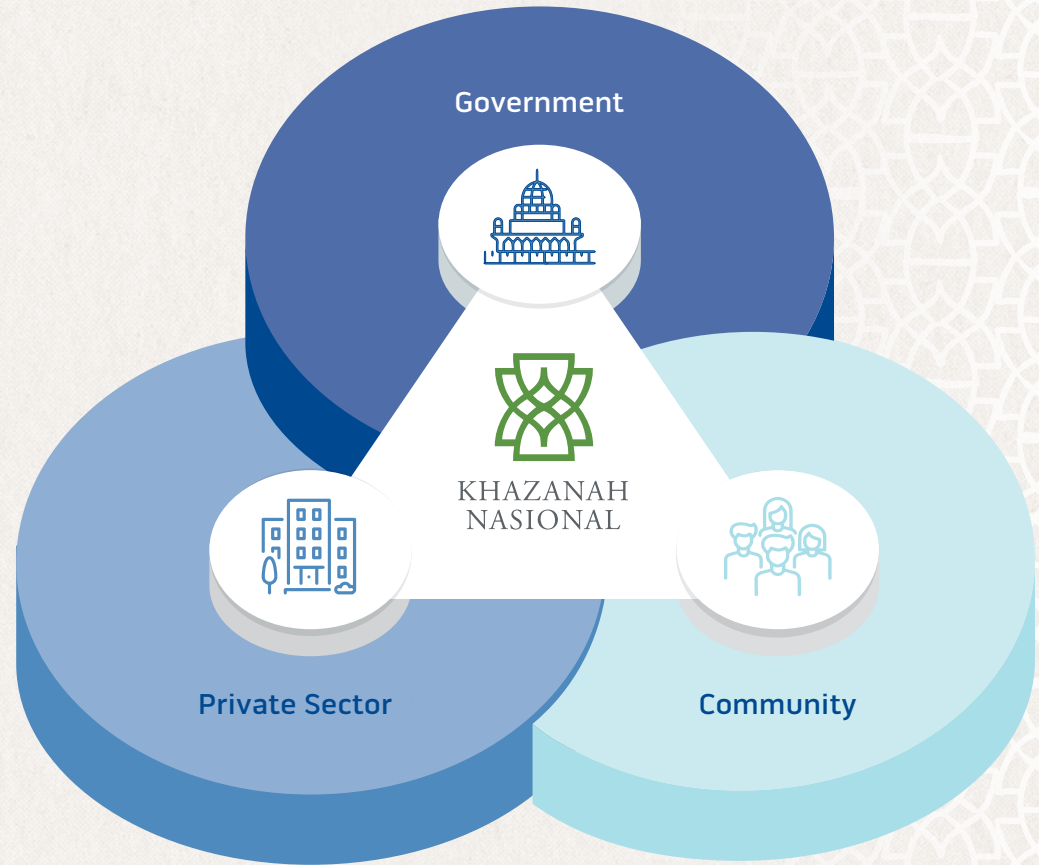 Government
KHAZANAH
NASIONAL
Private Sector
Community